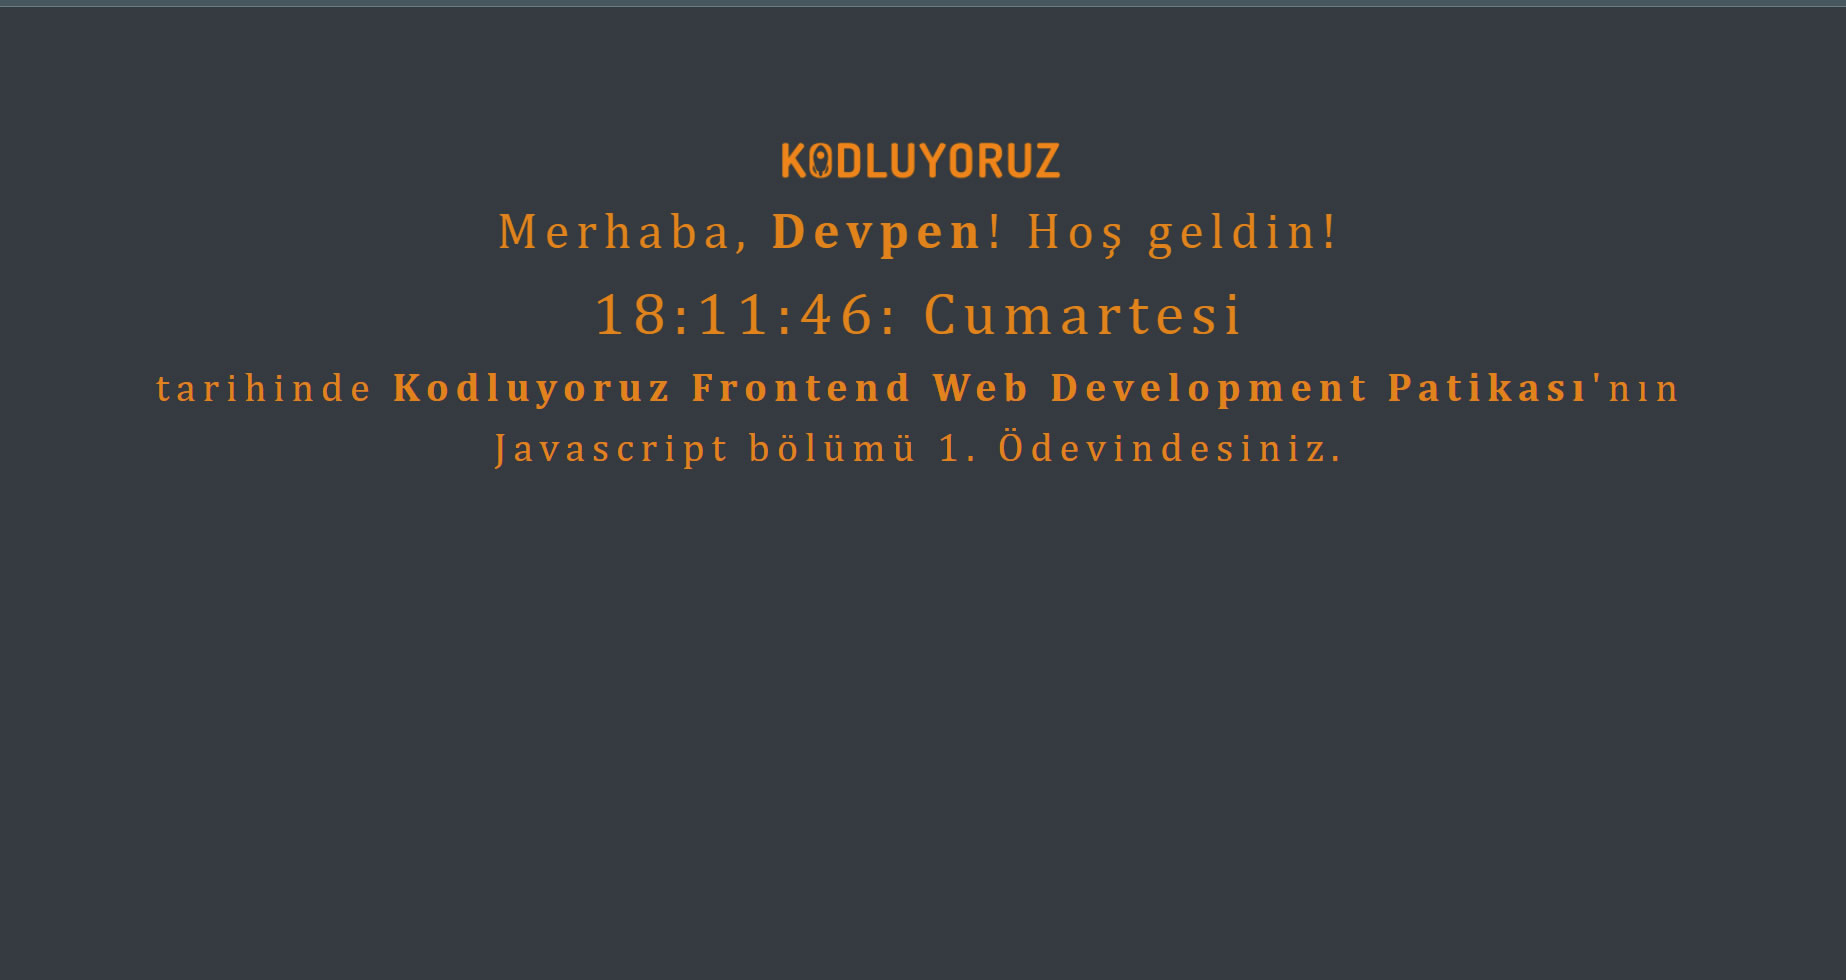 KODLUYORUZ
Merhaba, Devpen! Hoş geldin!
18:11:46: Cumartesi
tarihinde Kodluyoruz Frontend Web Development Patikası'nın
Javascript bölümü 1. Ödevindesiniz.